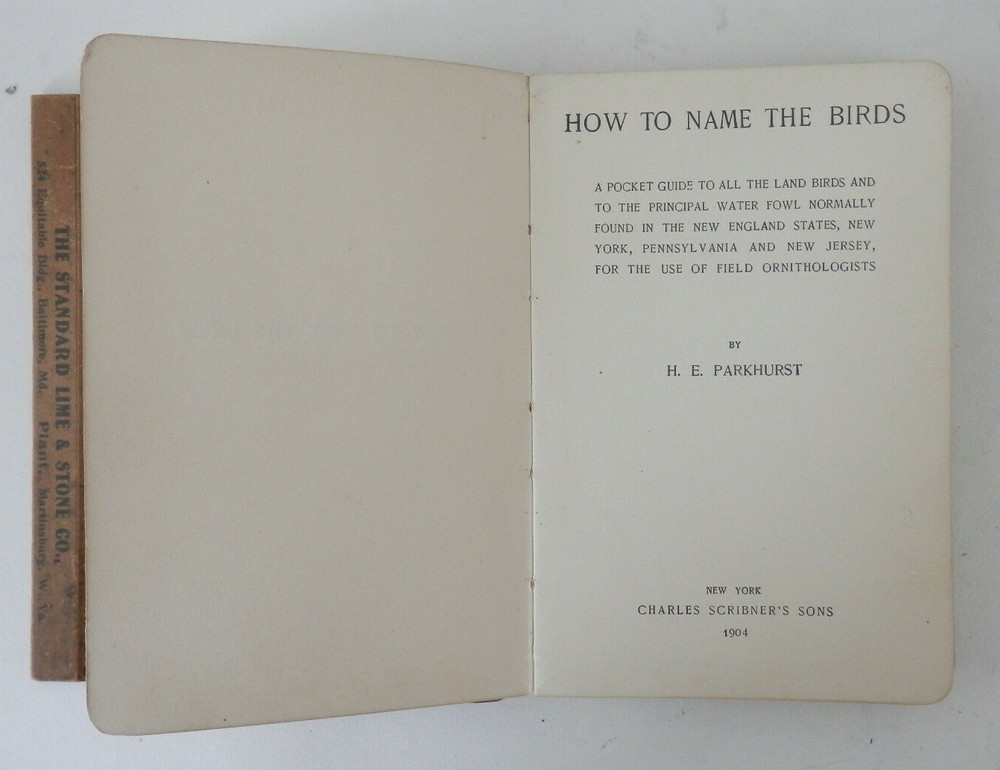 THE STANDARD LIME & STONE CO.,
524 Equitable Bldg., Baltimore, Md. Plant, Martinsburg, W. Va.
HOW TO NAME THE BIRDS
A POCKET GUIDE TO ALL THE LAND BIRDS AND
TO THE PRINCIPAL WATER FOWL NORMALLY
FOUND IN THE NEW ENGLAND STATES, NEW
YORK, PENNSYLVANIA AND NEW JERSEY,
FOR THE USE OF FIELD ORNITHOLOGISTS
BY
H. E. PARKHURST
NEW YORK
CHARLES SCRIBNER'S SONS
1904